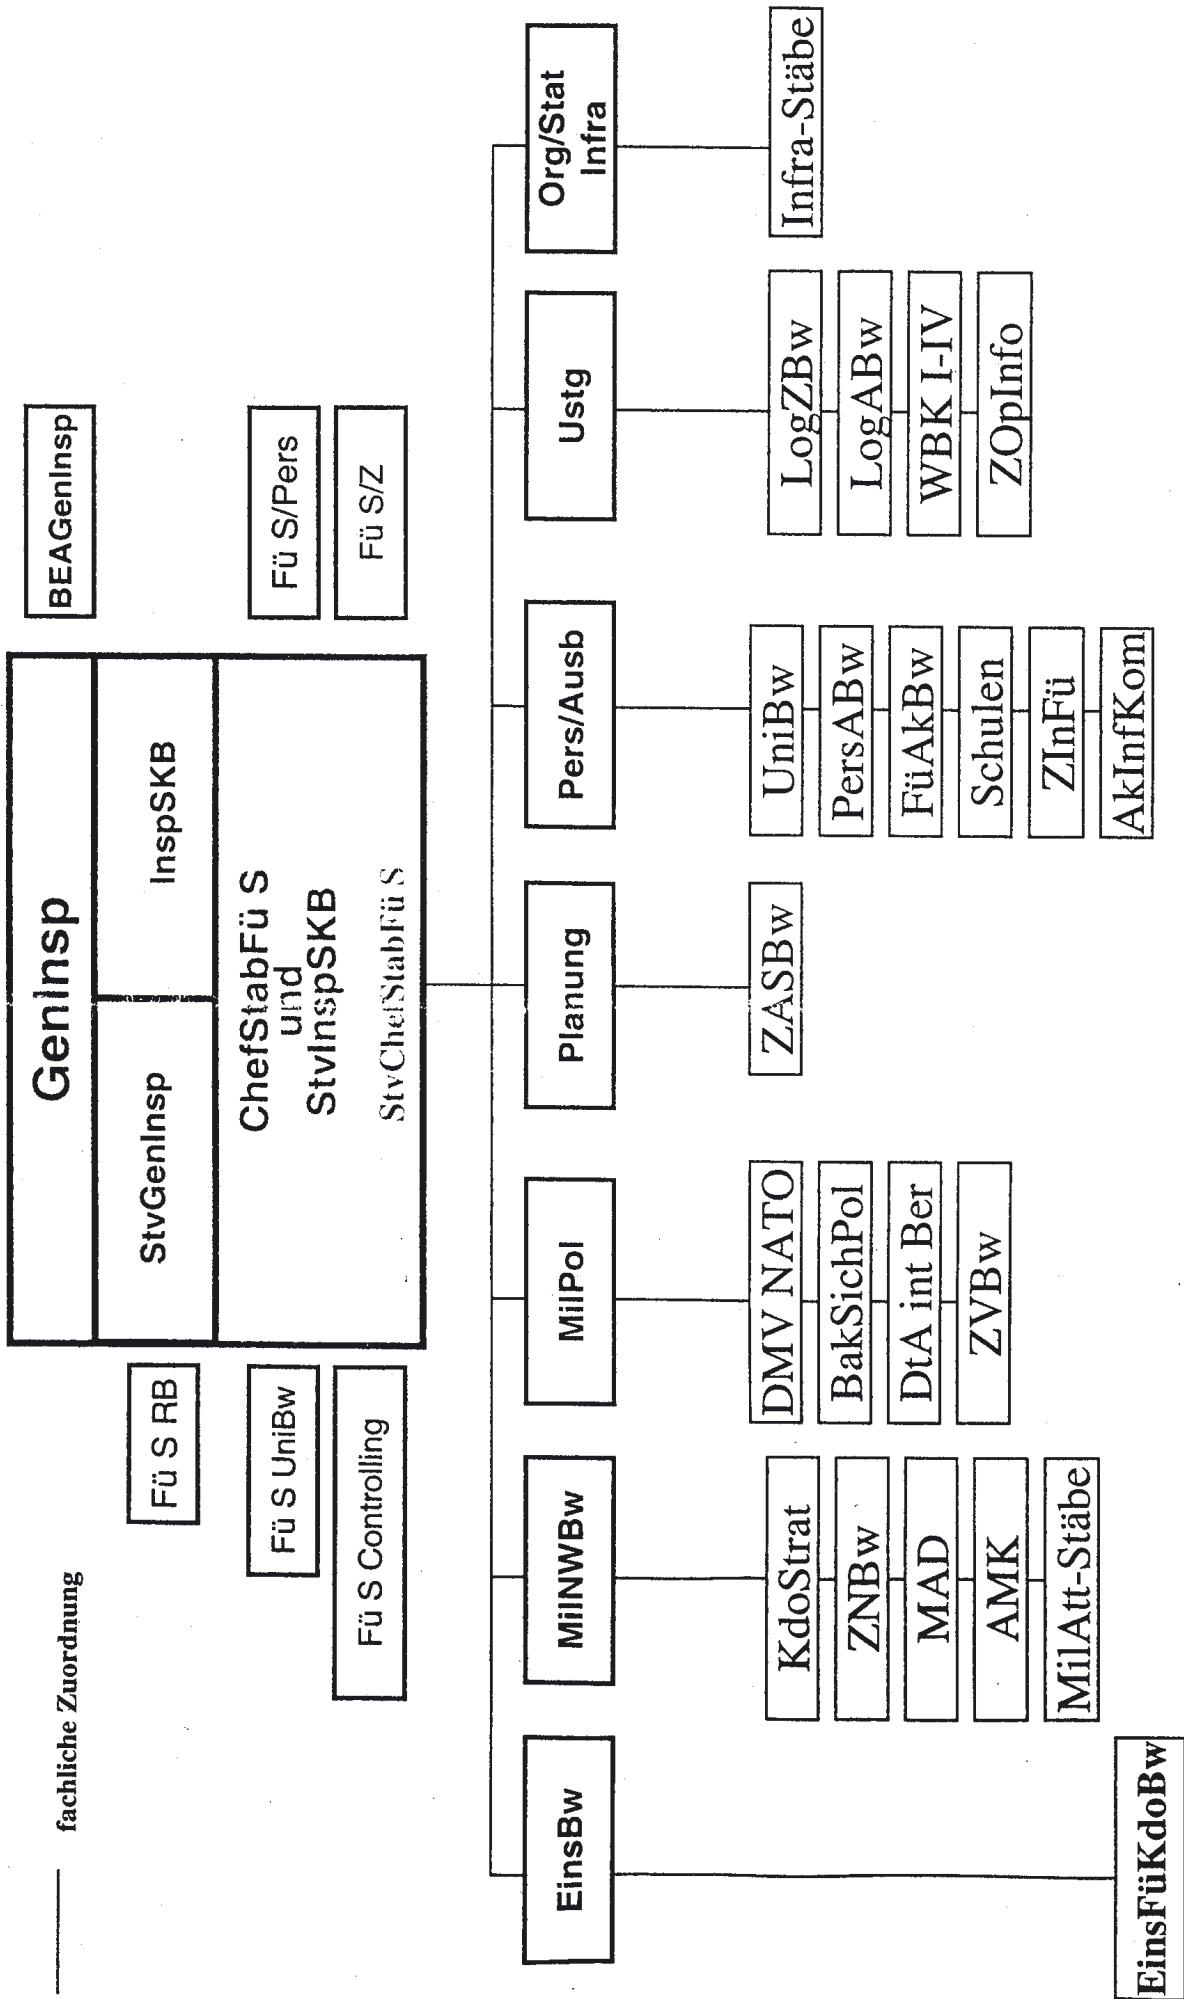 fachliche Zuordnung
GenInsp
BEAGenInsp
StvGenInsp
InspSKB
Fü S RB
ChefStabFü S
und
StvInspSKB
StvChefStabFü S
Fü S UniBw
Fü S/Pers
Fü S Controlling
Fü S/Z
EinsBw
MilNWBw
MilPol
Planung
Pers/Ausb
Ustg
Org/Stat
Infra
EinsFüKdoBw
KdoStrat
ZNBw
MAD
AMK
MilAtt-Stäbe
DMV NATO
BakSichPol
DtA int Ber
ZVBw
ZASBw
UniBw
PersABw
FüAkBw
Schulen
ZInFü
AkInfKom
LogZBw
LogABw
WBK I-IV
ZOpInfo
Infra-Stäbe